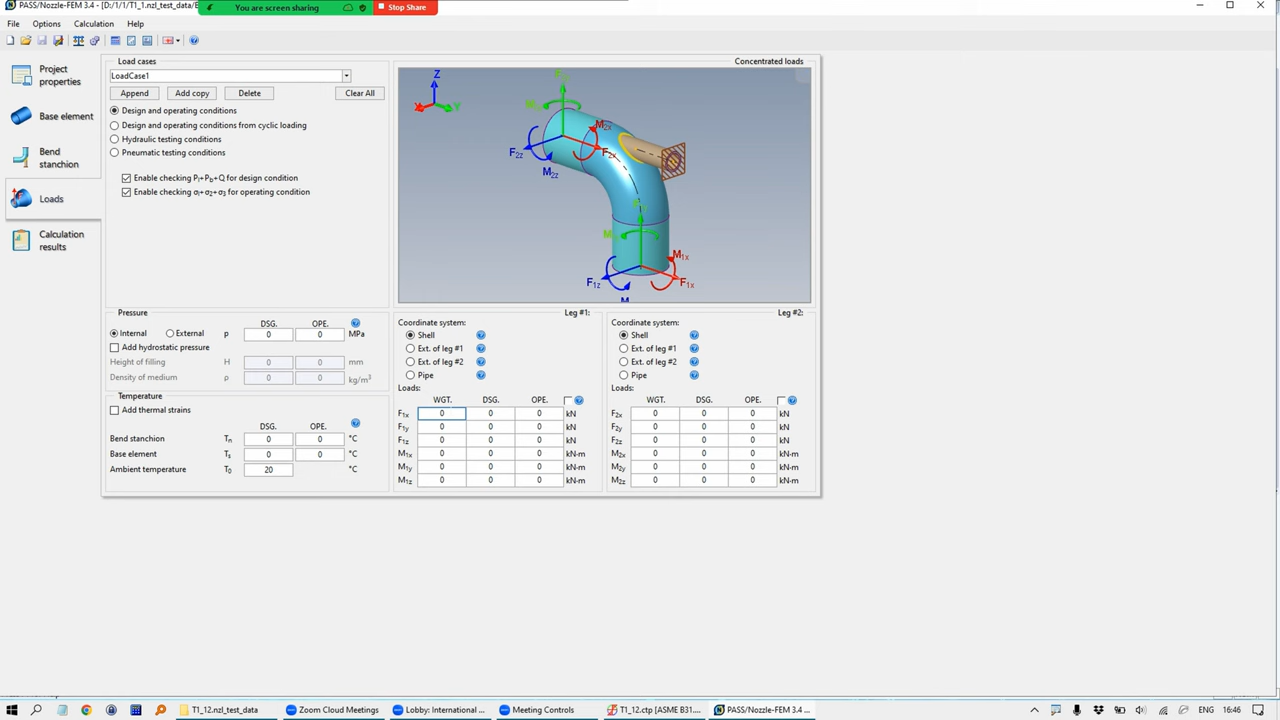 PASS/Nozzle-FEM 3.4 - [D:/1/1/T1_1.nzl_test_data/E
You are screen sharing
Stop Share
File Options Calculation Help
Project properties
Base element
Bend stanchion
Loads
Calculation results
Load cases
LoadCase1
Append Add copy Delete Clear All
Design and operating conditions
Design and operating conditions from cyclic loading
Hydraulic testing conditions
Pneumatic testing conditions
Enable checking Pl+Pb+Q for design condition
Enable checking σ1+σ2+σ3 for operating condition
Concentrated loads
Z
X Y
M2x
F2z F2x
M2z
M1x
F1z F1x
Pressure
DSG. OPE.
Internal External p 0 0 MPa
Add hydrostatic pressure
Height of filling H 0 0 mm
Density of medium ρ 0 0 kg/m³
Temperature
Add thermal strains
DSG. OPE.
Bend stanchion Tn 0 0 °C
Base element Ts 0 0 °C
Ambient temperature T0 20 °C
Leg #1:
Coordinate system:
Shell
Ext. of leg #1
Ext. of leg #2
Pipe
Loads:
WGT. DSG. OPE.
F1x 0 0 0 kN
F1y 0 0 0 kN
F1z 0 0 0 kN
M1x 0 0 0 kN-m
M1y 0 0 0 kN-m
M1z 0 0 0 kN-m
Leg #2:
Coordinate system:
Shell
Ext. of leg #1
Ext. of leg #2
Pipe
Loads:
WGT. DSG. OPE.
F2x 0 0 0 kN
F2y 0 0 0 kN
F2z 0 0 0 kN
M2x 0 0 0 kN-m
M2y 0 0 0 kN-m
M2z 0 0 0 kN-m
T1_12.nzl_test_data
Zoom Cloud Meetings
Lobby: International ...
Meeting Controls
T1_12.ctp [ASME B31....
PASS/Nozzle-FEM 3.4 ...
ENG 16:46